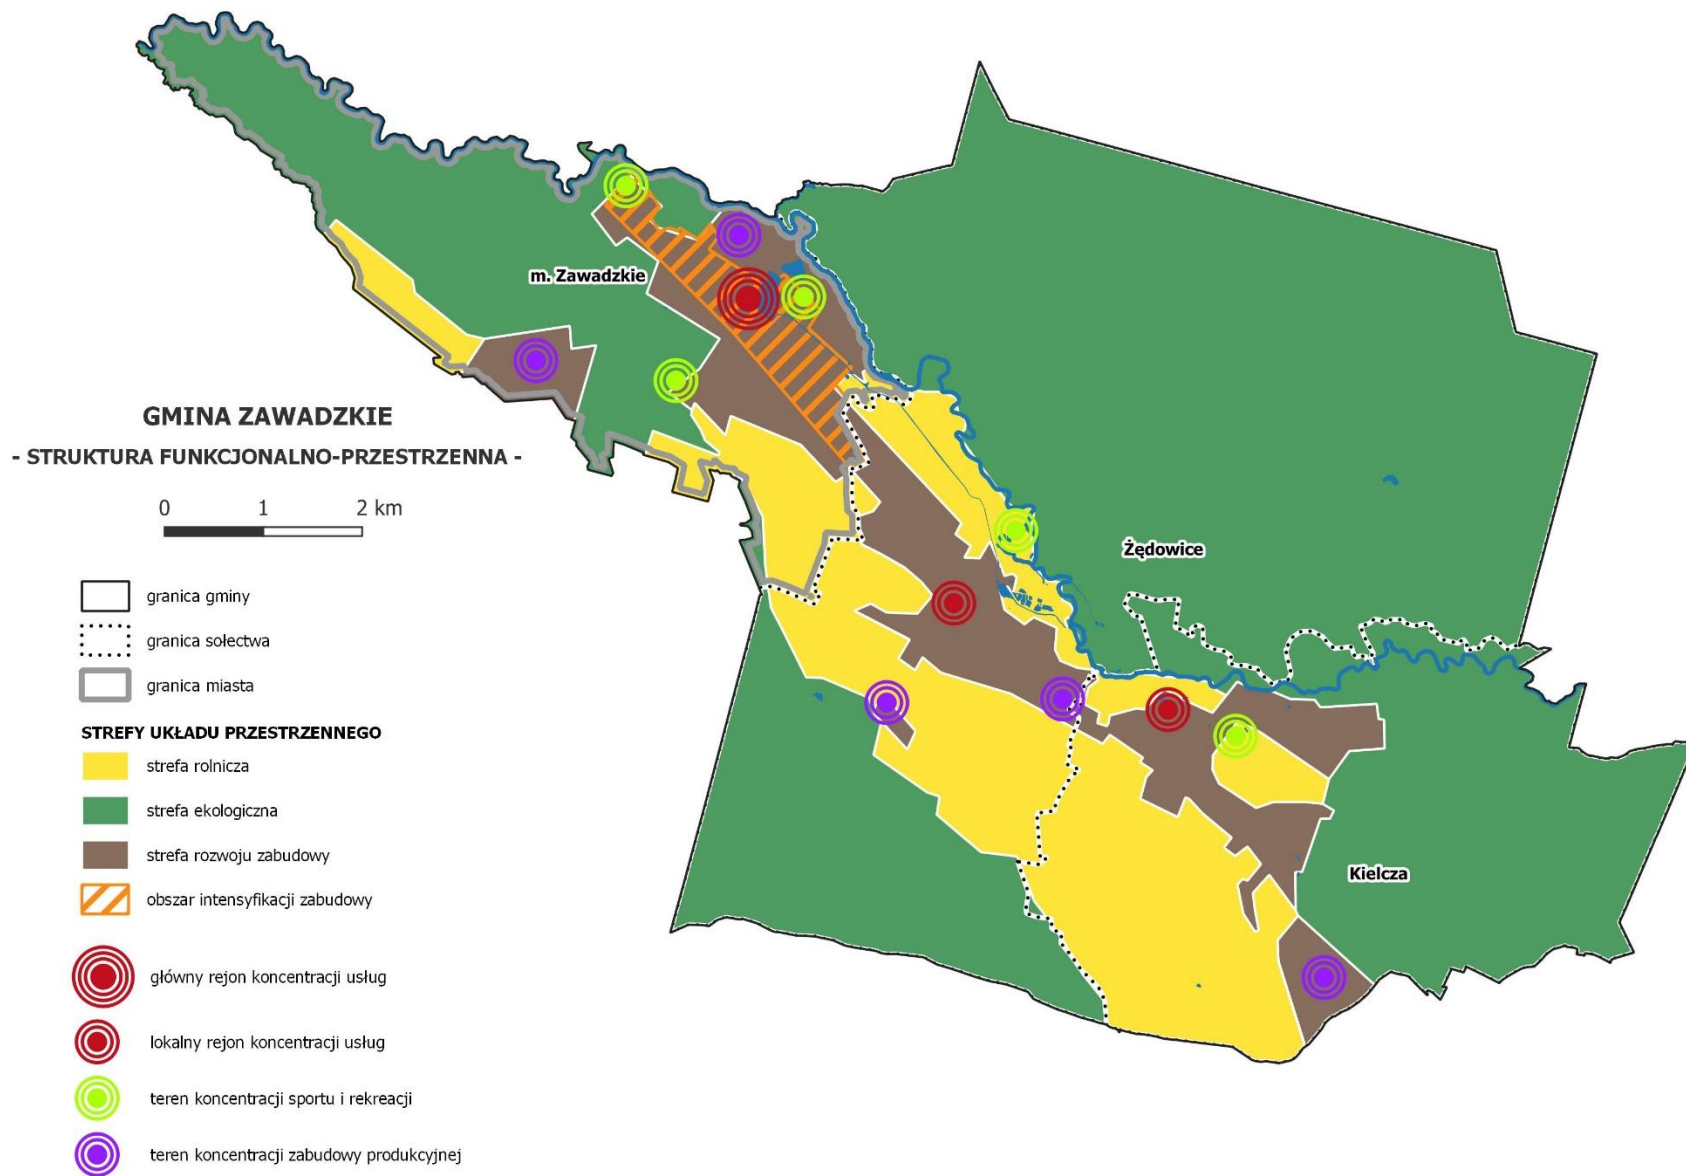 m. Zawadzkie
GMINA ZAWADZKIE
- STRUKTURA FUNKCJONALNO-PRZESTRZENNA -
0 1 2 km
Żędowice
Kielcza
granica gminy
granica sołectwa
granica miasta
STREFY UKŁADU PRZESTRZENNEGO
strefa rolnicza
strefa ekologiczna
strefa rozwoju zabudowy
obszar intensyfikacji zabudowy
główny rejon koncentracji usług
lokalny rejon koncentracji usług
teren koncentracji sportu i rekreacji
teren koncentracji zabudowy produkcyjnej